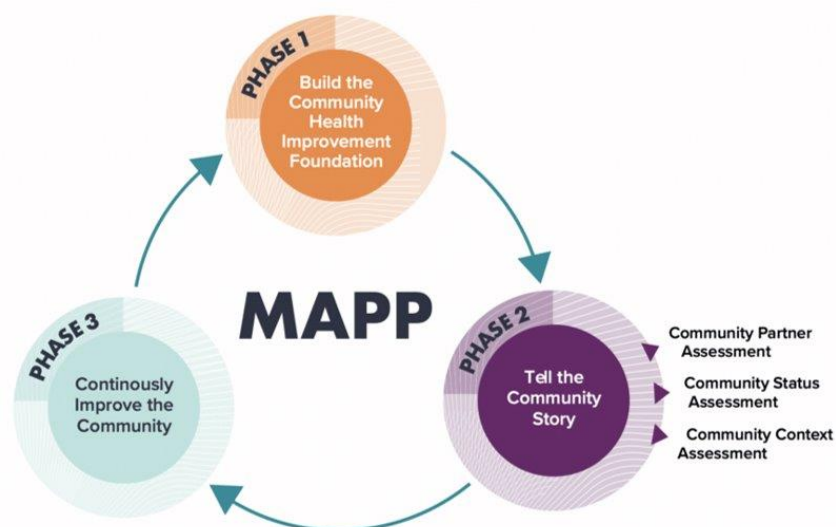 PHASE 1
Build the
Community
Health
Improvement
Foundation
MAPP
PHASE 2
Tell the
Community
Story
Community Partner
Assessment
Community Status
Assessment
Community Context
Assessment
PHASE 3
Continously
Improve the
Community